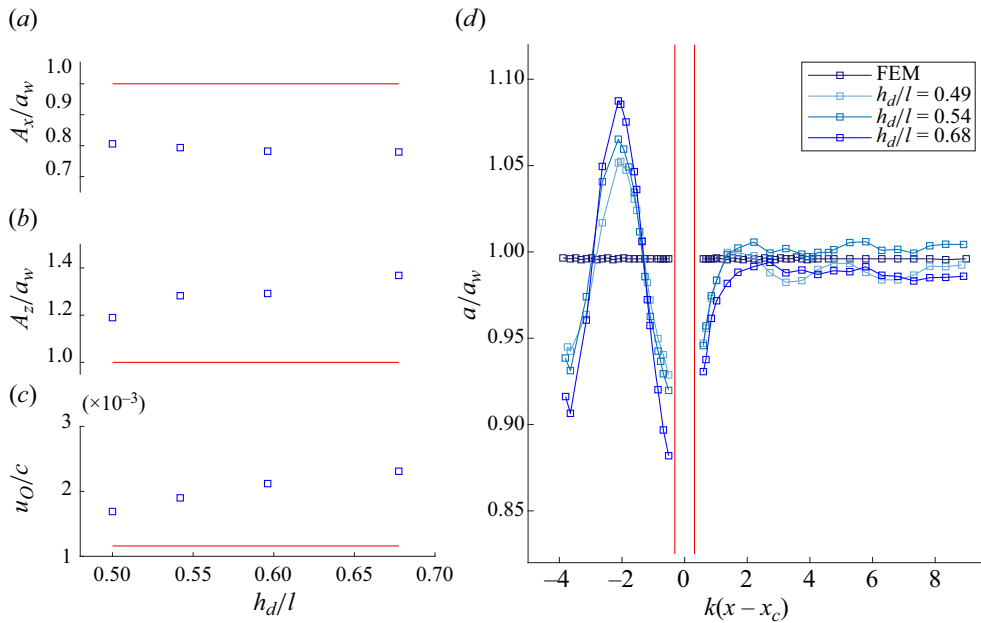 (a)
1.0
0.9
0.8
0.7
A_x/a_w
(b)
1.4
1.2
1.0
A_z/a_w
(c)
(×10⁻³)
3
2
1
u_O/c
0.50 0.55 0.60 0.65 0.70
h_d/l
(d)
1.10
1.05
1.00
0.95
0.90
0.85
a/a_w
FEM
h_d/l = 0.49
h_d/l = 0.54
h_d/l = 0.68
−4 −2 0 2 4 6 8
k(x − x_c)